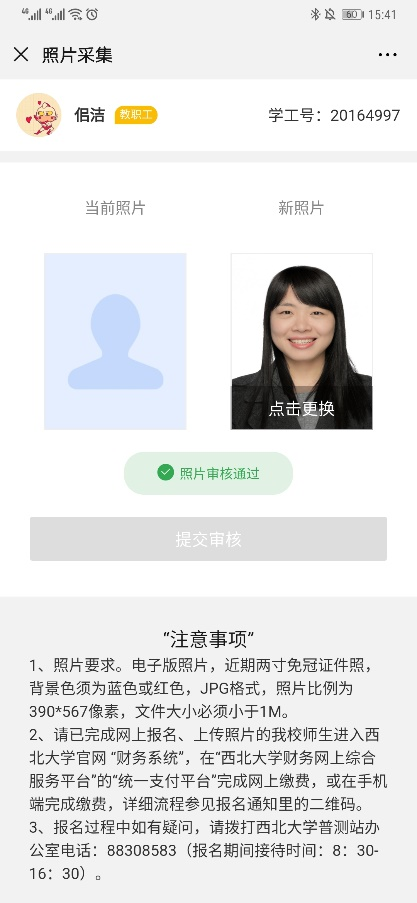 4G 4G 60 15:41
照片采集
佀洁 教职工 学工号：20164997
当前照片 新照片
点击更换
照片审核通过
提交审核
“注意事项”
1、照片要求。电子版照片，近期两寸免冠证件照，
背景色须为蓝色或红色，JPG格式，照片比例为
390*567像素，文件大小必须小于1M。
2、请已完成网上报名、上传照片的我校师生进入西
北大学官网 “财务系统”，在“西北大学财务网上综合
服务平台”的“统一支付平台”完成网上缴费，或在手机
端完成缴费，详细流程参见报名通知里的二维码。
3、报名过程中如有疑问，请拨打西北大学普测站办
公室电话：88308583（报名期间接待时间：8：30-
16：30）。